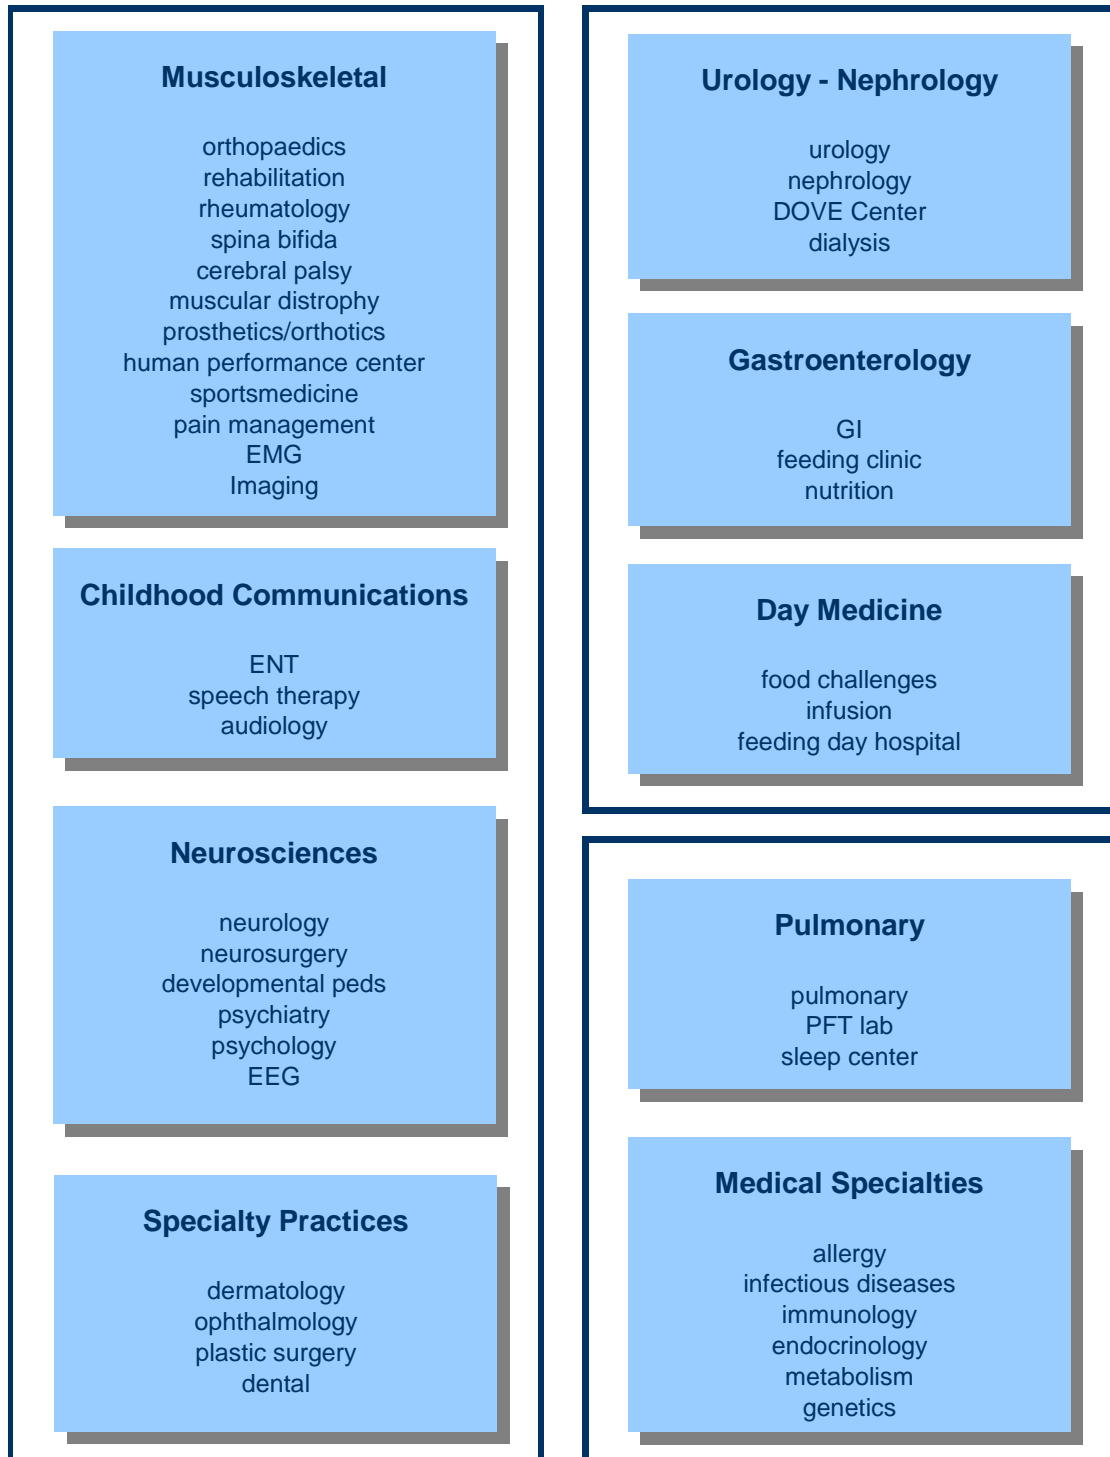 Musculoskeletal
orthopaedics
rehabilitation
rheumatology
spina bifida
cerebral palsy
muscular distrophy
prosthetics/orthotics
human performance center
sportsmedicine
pain management
EMG
Imaging
Childhood Communications
ENT
speech therapy
audiology
Neurosciences
neurology
neurosurgery
developmental peds
psychiatry
psychology
EEG
Specialty Practices
dermatology
ophthalmology
plastic surgery
dental
Urology - Nephrology
urology
nephrology
DOVE Center
dialysis
Gastroenterology
GI
feeding clinic
nutrition
Day Medicine
food challenges
infusion
feeding day hospital
Pulmonary
pulmonary
PFT lab
sleep center
Medical Specialties
allergy
infectious diseases
immunology
endocrinology
metabolism
genetics